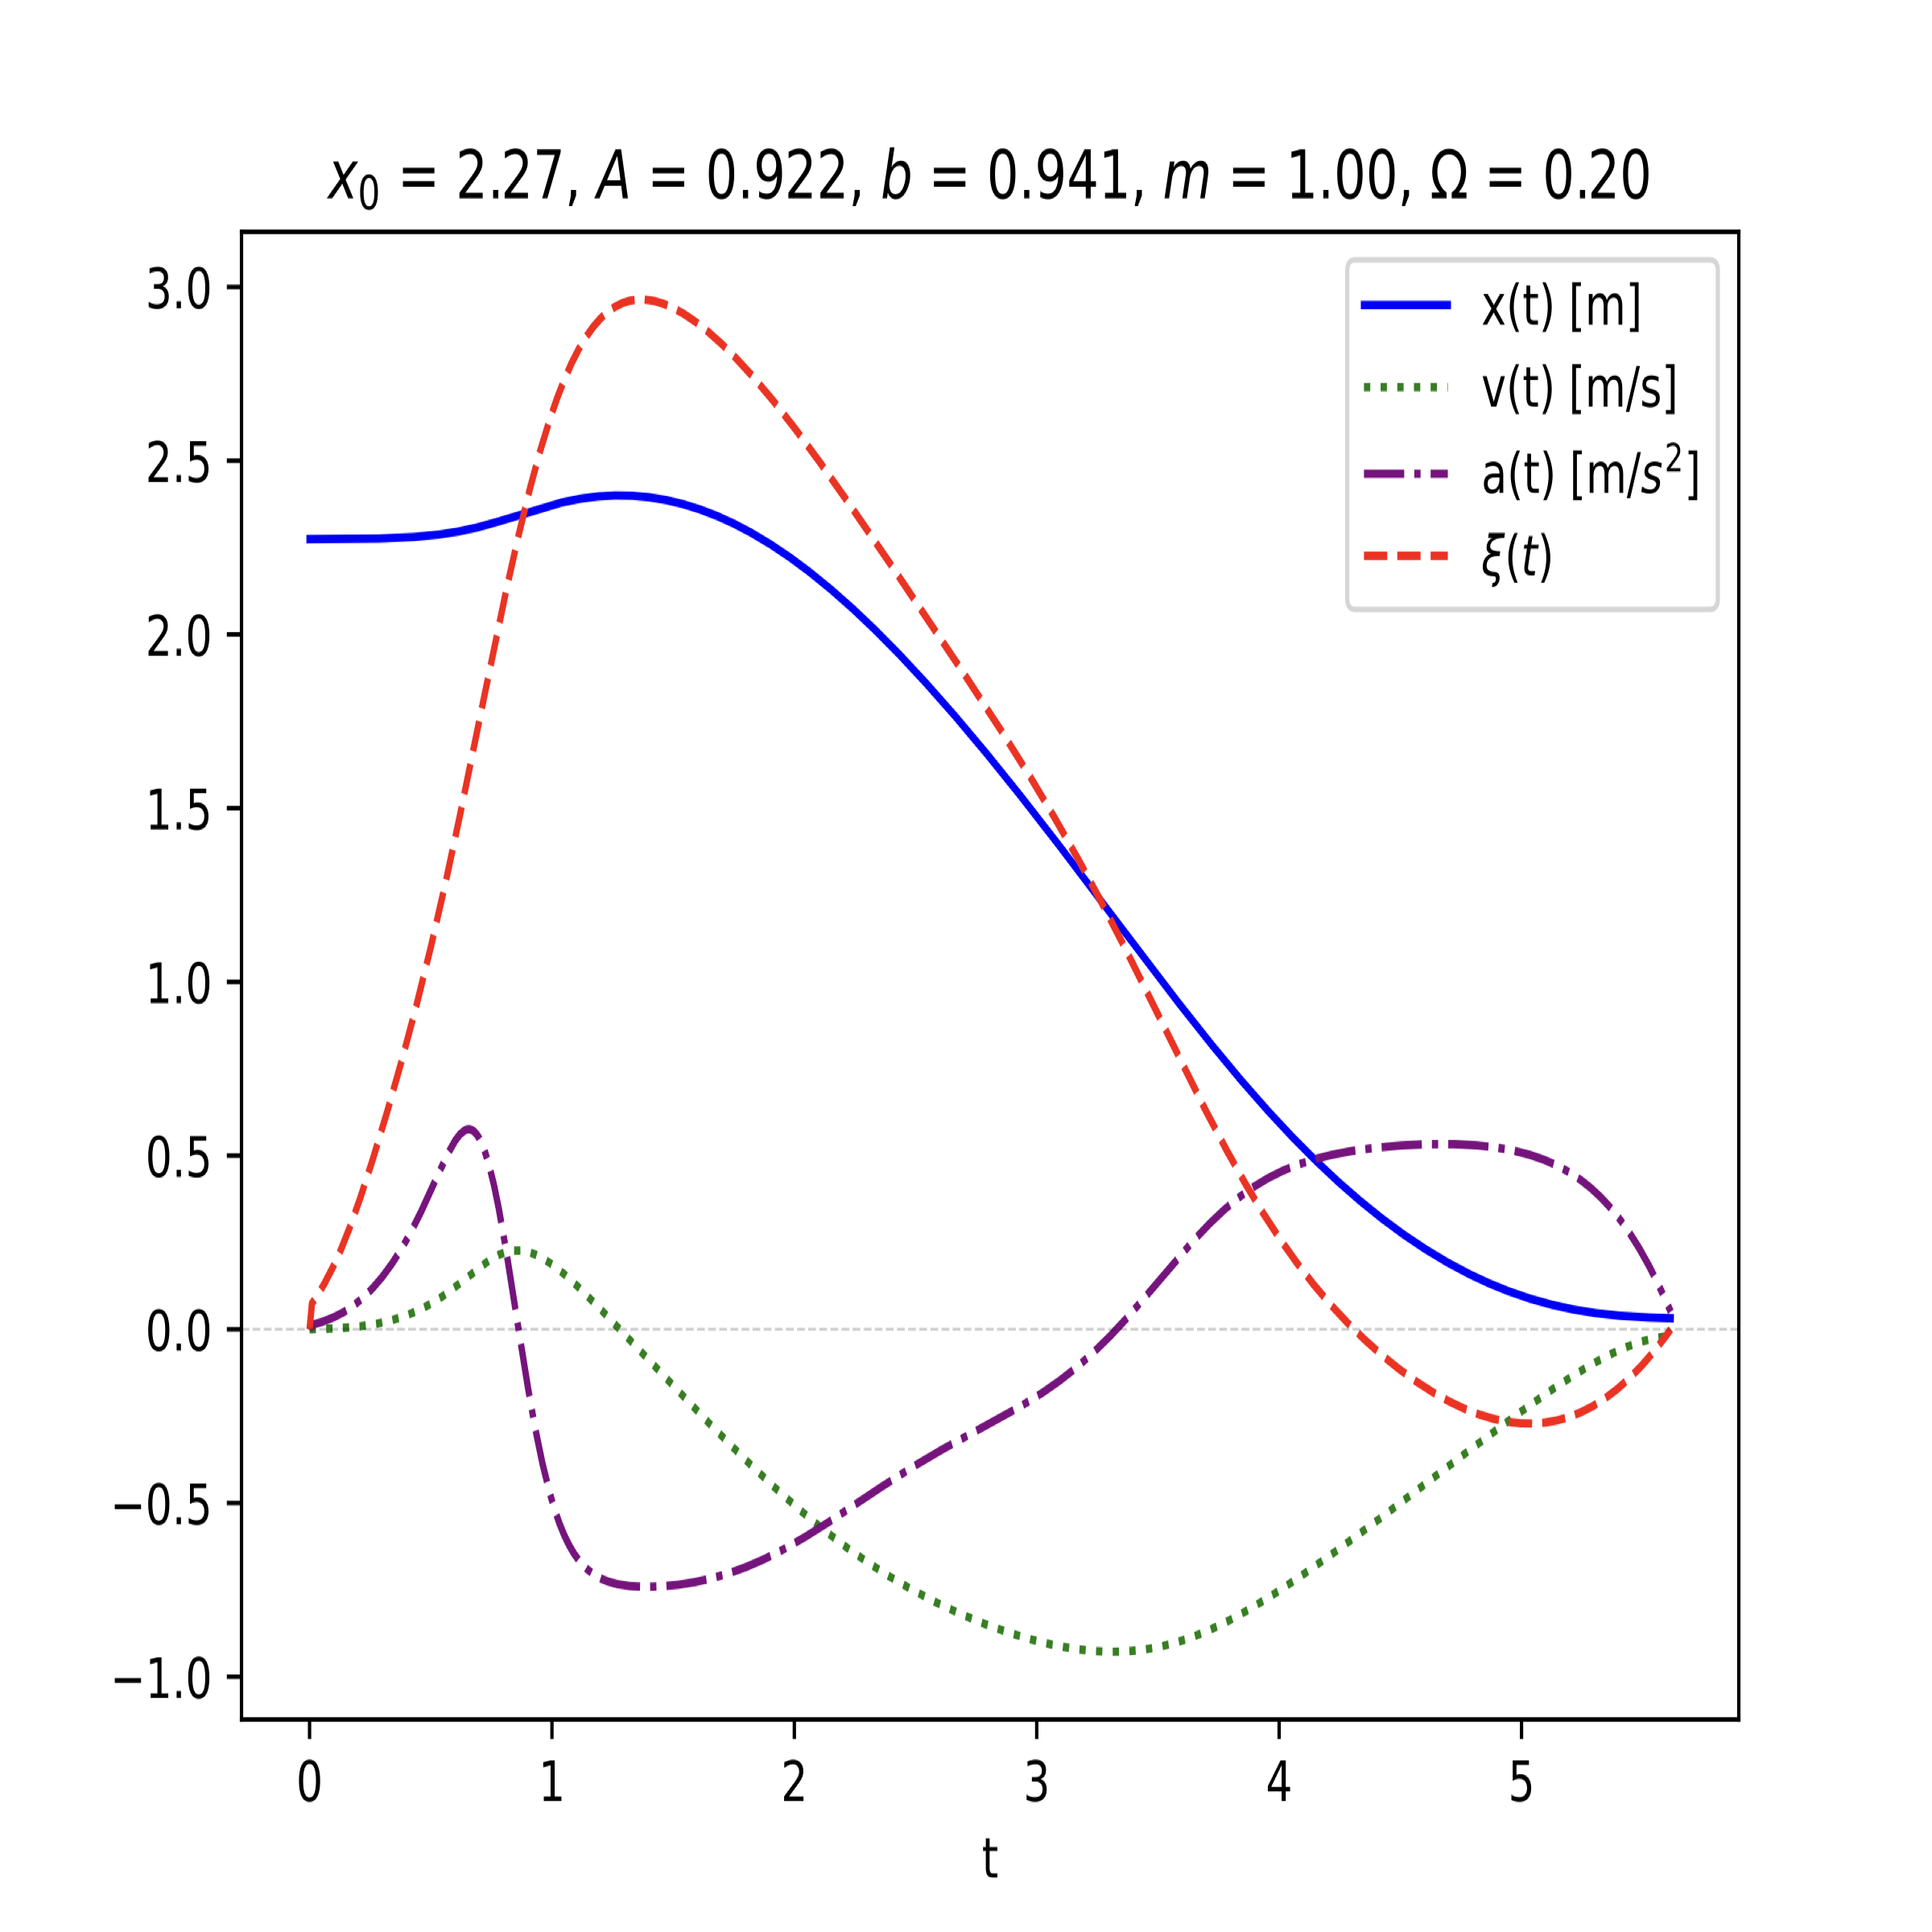 x₀ = 2.27, A = 0.922, b = 0.941, m = 1.00, Ω = 0.20
x(t) [m]
v(t) [m/s]
a(t) [m/s²]
ξ(t)
3.0
2.5
2.0
1.5
1.0
0.5
0.0
−0.5
−1.0
0 1 2 3 4 5
t